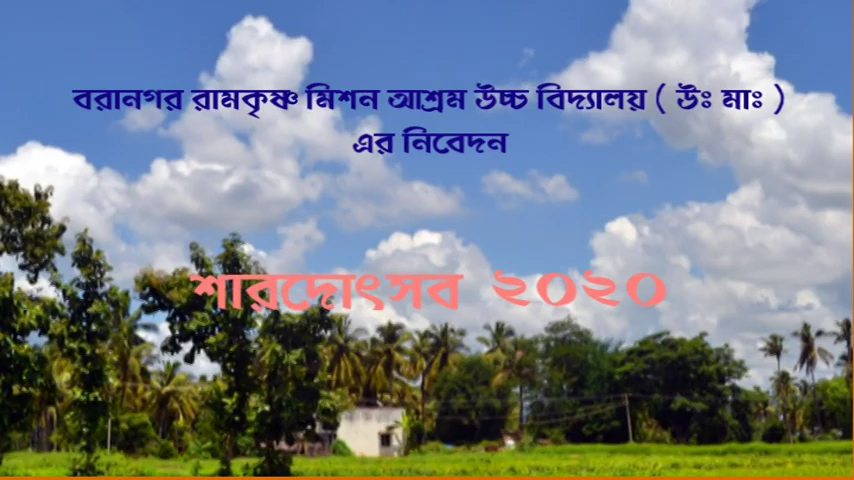 বরানগর রামকৃষ্ণ মিশন আশ্রম উচ্চ বিদ্যালয় ( উঃ মাঃ )
এর নিবেদন
শারদোৎসব ২০২০